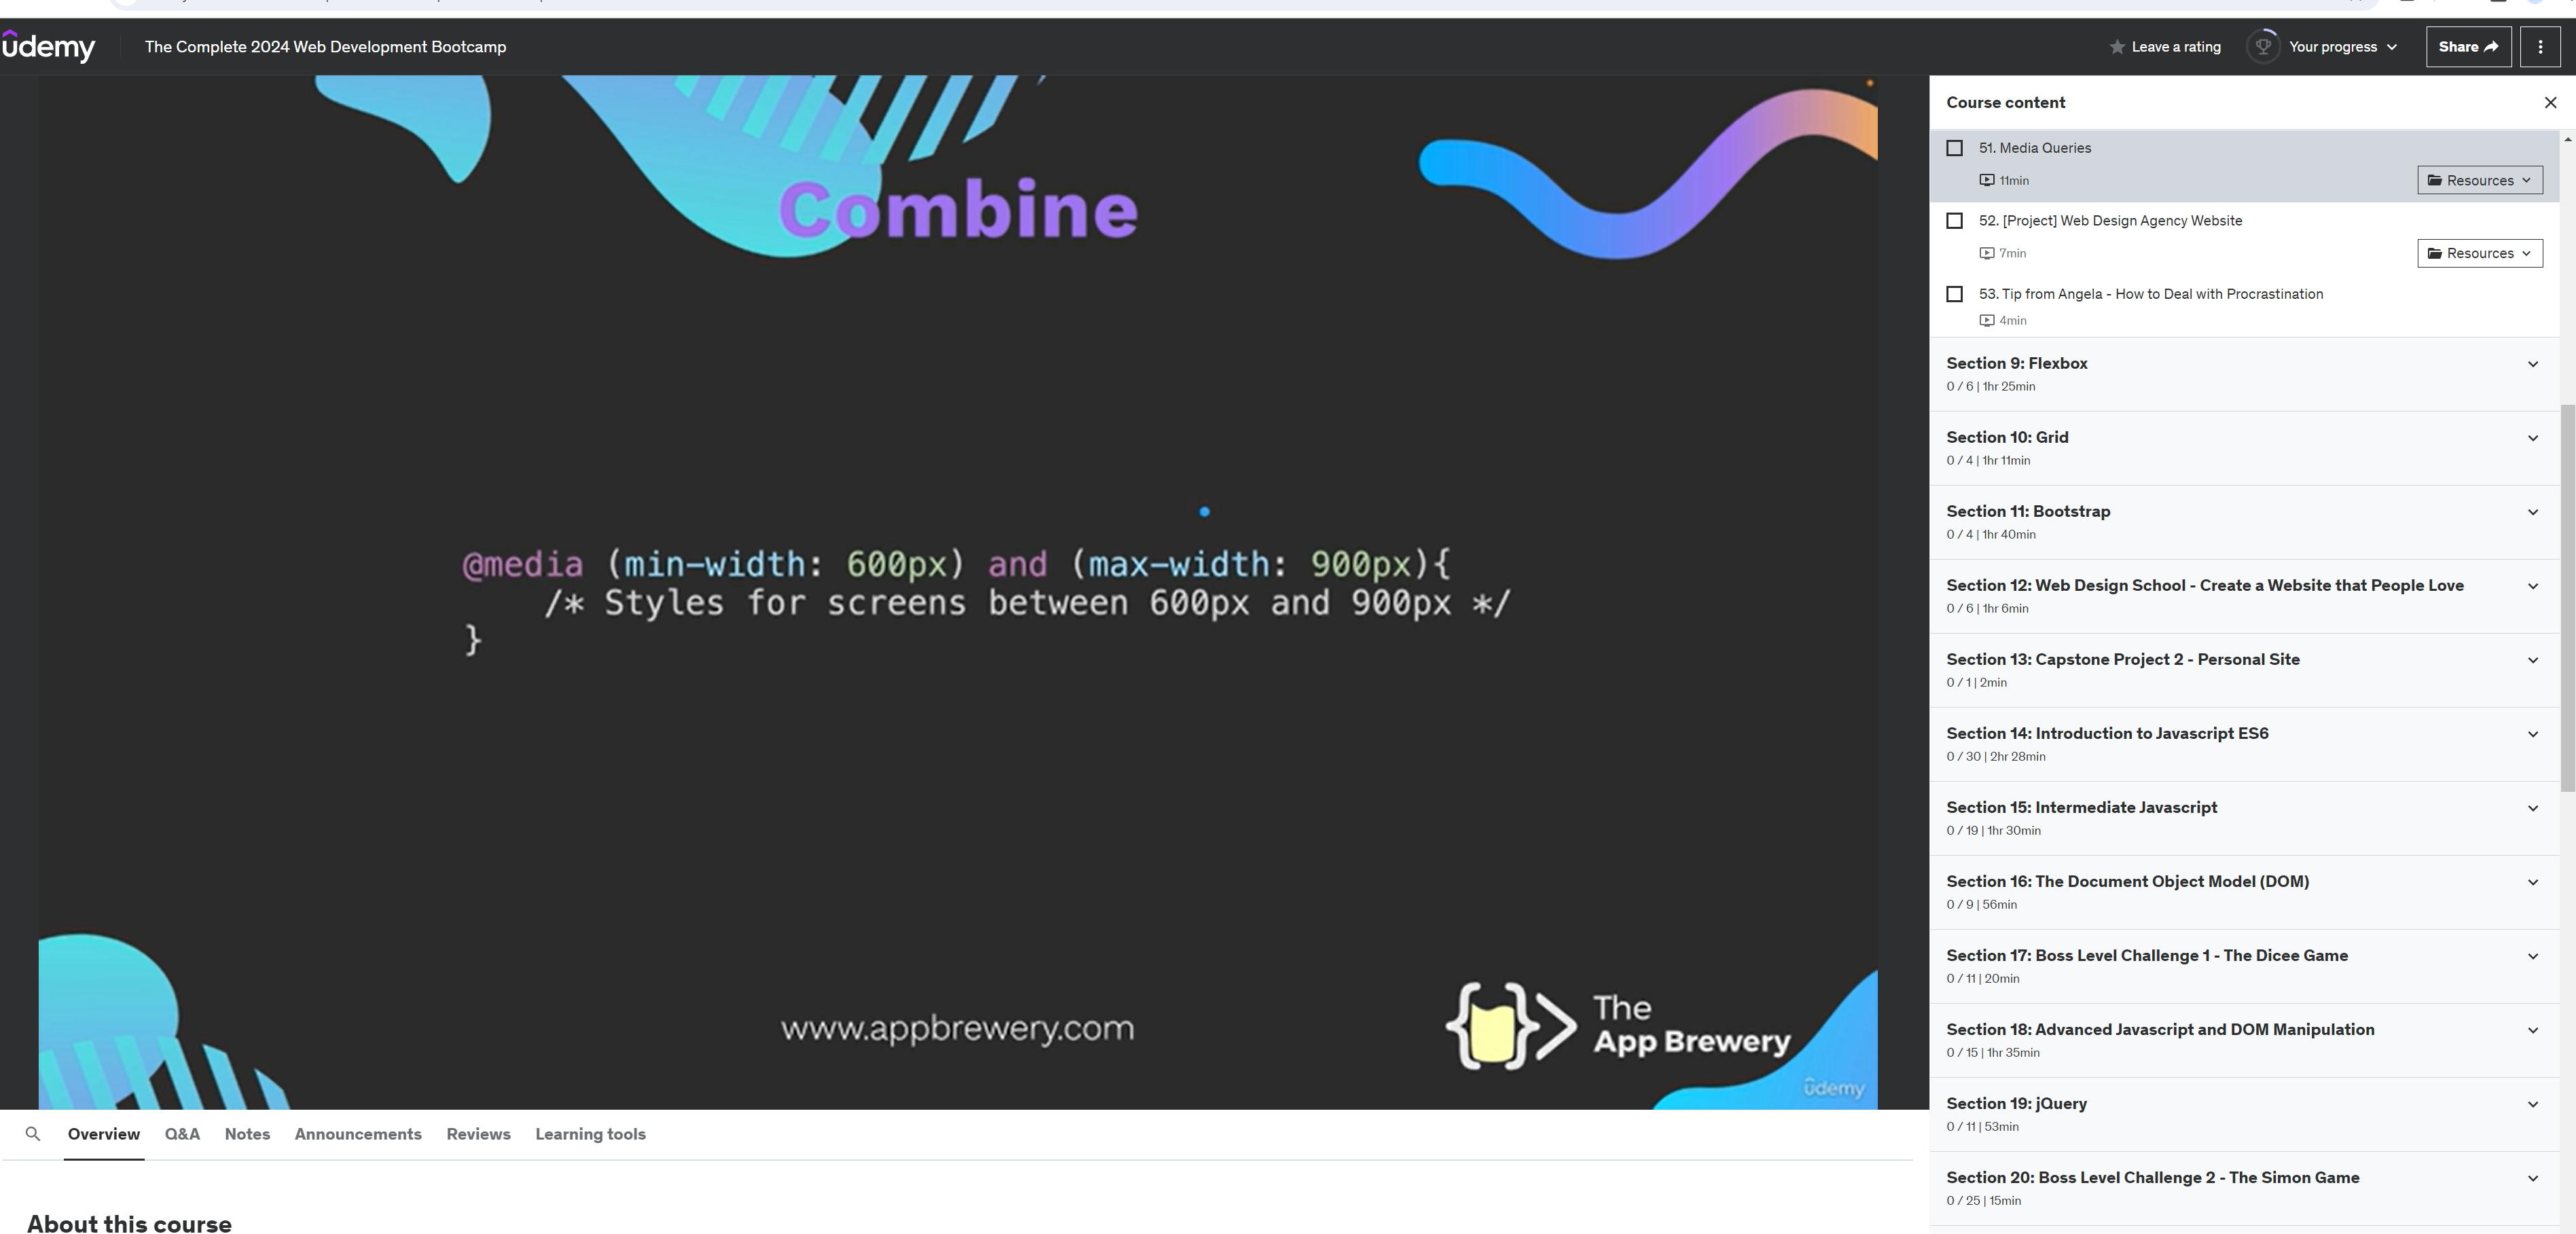 ûdemy
The Complete 2024 Web Development Bootcamp
Leave a rating
Your progress
Share
Combine
@media (min-width: 600px) and (max-width: 900px){
/* Styles for screens between 600px and 900px */
}
www.appbrewery.com
The
App Brewery
ûdemy
Course content
51. Media Queries
11min
Resources
52. [Project] Web Design Agency Website
7min
Resources
53. Tip from Angela - How to Deal with Procrastination
4min
Section 9: Flexbox
0 / 6 | 1hr 25min
Section 10: Grid
0 / 4 | 1hr 11min
Section 11: Bootstrap
0 / 4 | 1hr 40min
Section 12: Web Design School - Create a Website that People Love
0 / 6 | 1hr 6min
Section 13: Capstone Project 2 - Personal Site
0 / 1 | 2min
Section 14: Introduction to Javascript ES6
0 / 30 | 2hr 28min
Section 15: Intermediate Javascript
0 / 19 | 1hr 30min
Section 16: The Document Object Model (DOM)
0 / 9 | 56min
Section 17: Boss Level Challenge 1 - The Dicee Game
0 / 11 | 20min
Section 18: Advanced Javascript and DOM Manipulation
0 / 15 | 1hr 35min
Section 19: jQuery
0 / 11 | 53min
Section 20: Boss Level Challenge 2 - The Simon Game
0 / 25 | 15min
Overview
Q&A
Notes
Announcements
Reviews
Learning tools
About this course